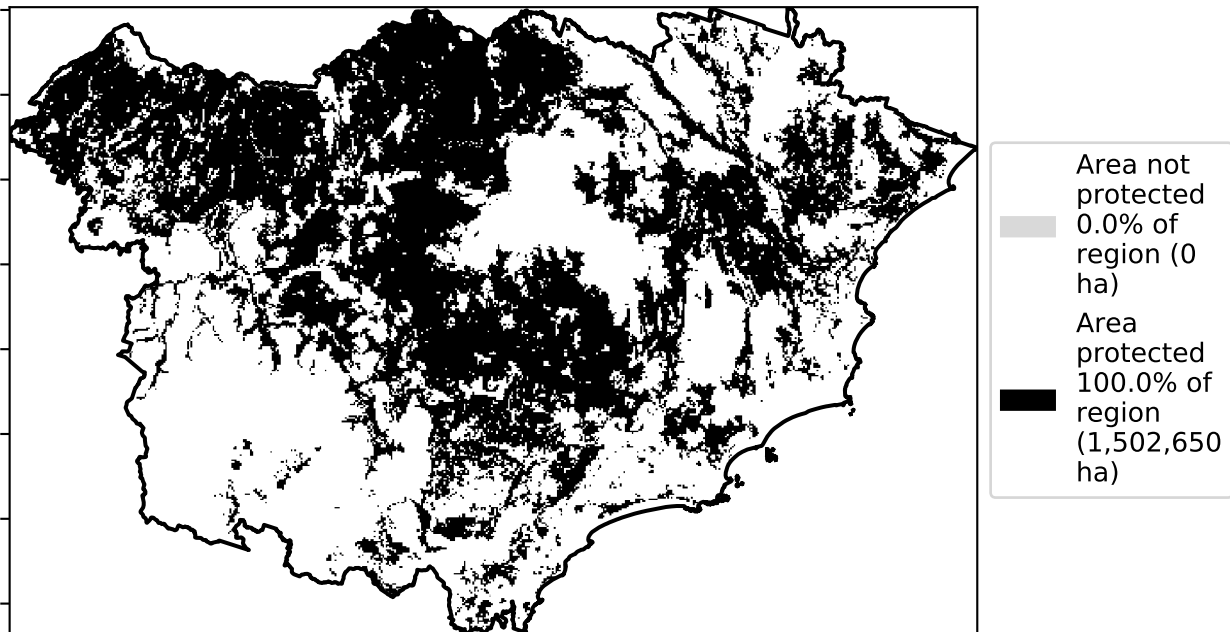 Area not
protected
0.0% of
region (0
ha)
Area
protected
100.0% of
region
(1,502,650
ha)